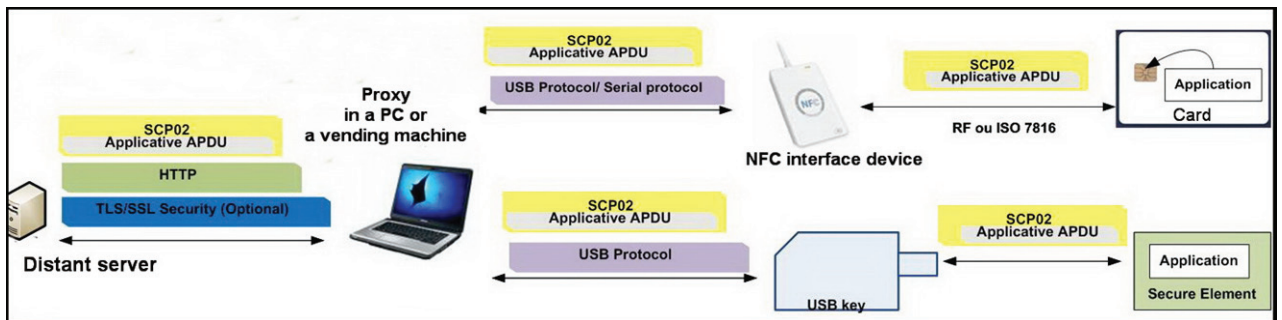 SCP02
Applicative APDU
HTTP
TLS/SSL Security (Optional)
Distant server
Proxy
in a PC or
a vending machine
SCP02
Applicative APDU
USB Protocol/ Serial protocol
NFC
NFC interface device
SCP02
Applicative APDU
RF ou ISO 7816
Application
Card
SCP02
Applicative APDU
USB Protocol
USB key
SCP02
Applicative APDU
Application
Secure Element